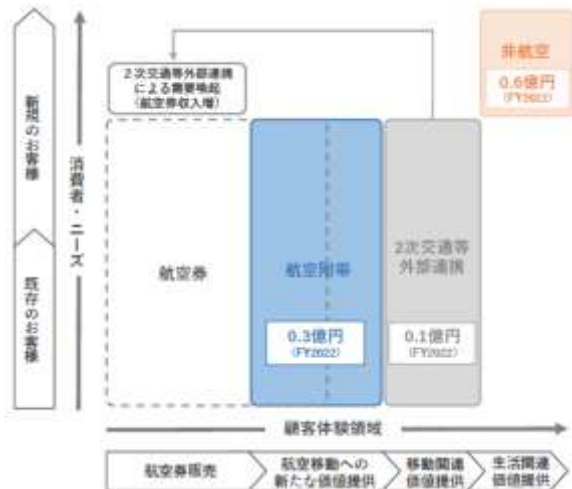 2次交通等外部連携
による需要喚起
(航空券収入増)
非航空
0.6億円
(FY2022)
新規のお客様
既存のお客様
消費者・ニーズ
航空券
航空附帯
0.3億円
(FY2022)
2次交通等
外部連携
0.1億円
(FY2022)
顧客体験領域
航空券販売
航空移動への
新たな価値提供
移動関連
価値提供
生活関連
価値提供